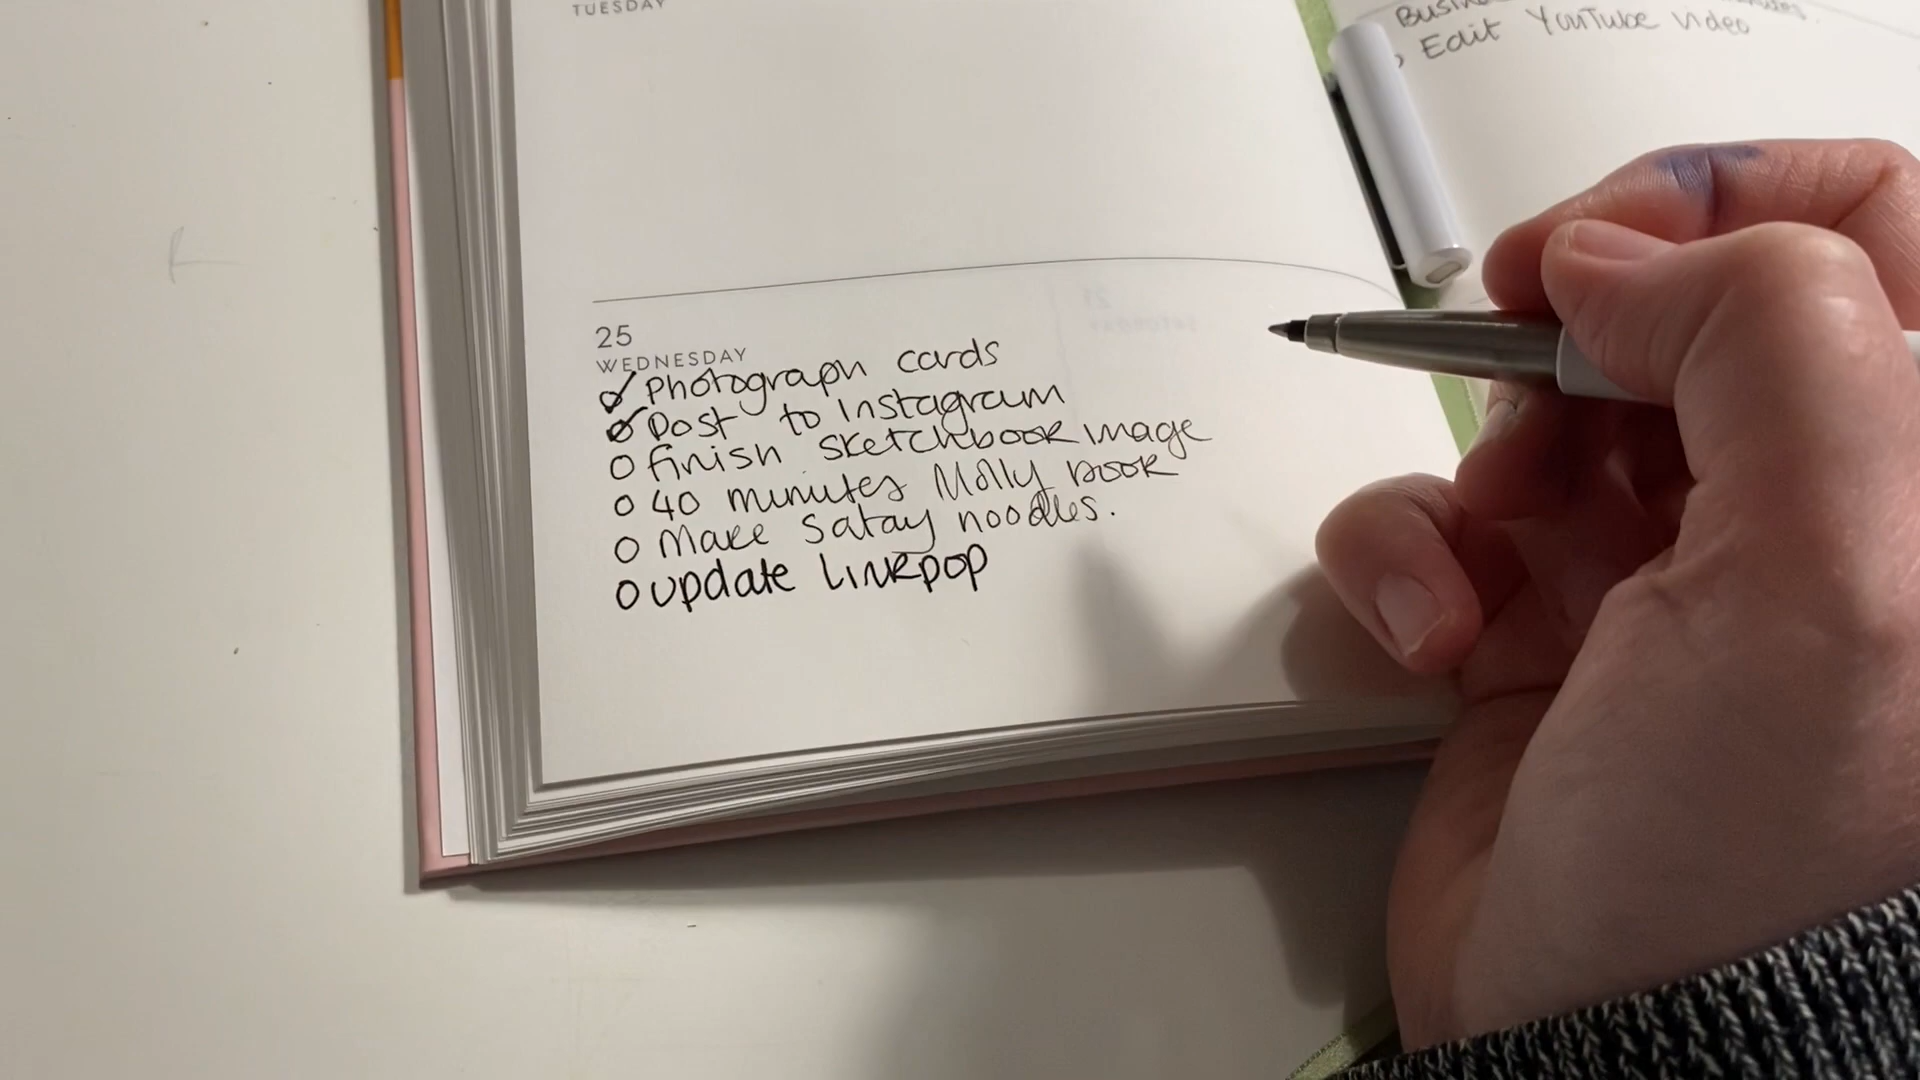 TUESDAY
25
WEDNESDAY
Photograph cards
Post to Instagram
finish sketchbook image
40 minutes Molly book
Make Satay noodles.
update linkpop
Edit YouTube video